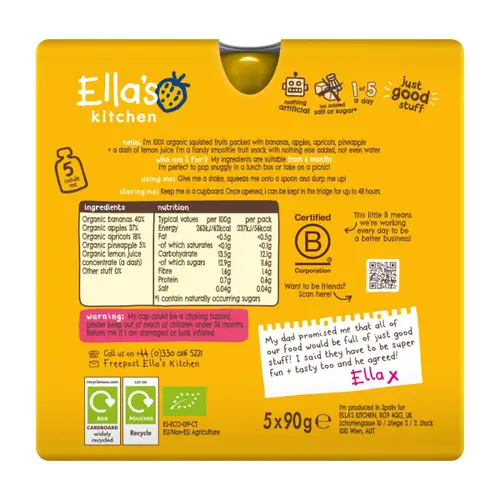 Ella's
kitchen
nothing
artificial
no added
salt or sugar*
1 of 5
a day
just
good
stuff
hello, I'm 100% organic squished fruits packed with bananas, apples, apricots, pineapple
+ a dash of lemon juice. I'm a handy smoothie fruit snack with nothing else added, not even water.
who am I for? My ingredients are suitable from 6 months
I'm perfect to pop snuggly in a lunch box or take on a picnic!
using me: Give me a shake, squeeze me onto a spoon and slurp me up!
storing me: Keep me in a cupboard. Once opened, I can be kept in the fridge for up to 48 hours.
5
inside
me
ingredients
Organic bananas 40%
Organic apples 37%
Organic apricots 18%
Organic pineapple 5%
Organic lemon juice
concentrate (a dash)
Other stuff 0%
nutrition
Typical values per 100g per pack
Energy 263kJ/62kcal 237kJ/56kcal
Fat <0.5g <0.5g
-of which saturates <0.1g <0.1g
Carbohydrate 13.5g 12.1g
-of which sugars 12.9g 11.6g
Fibre 1.6g 1.4g
Protein 0.7g 0.6g
Salt 0.04g 0.04g
*I contain naturally occurring sugars
Certified
B
Corporation
This little B means
we're working
every day to be
a better business!
Want to be friends?
Scan here!
warning: My cap could be a choking hazard,
please keep out of reach of children under 36 months
Return me if I am damaged or look inflated.
Call us on +44 (0)330 016 5221
Freepost Ella's Kitchen
My dad promised me that all of
our food would be full of just good
stuff! I said they have to be super
fun + tasty too and he agreed!
Ella x
recyclenow.com
BOX
CARDBOARD
widely
recycled
CAP ON
POUCHES
Recycle
ES-ECO-019-CT
EU/Non-EU Agriculture
5x90g e
I'm produced in Spain for
ELLA'S KITCHEN, RG9 4QG, UK
Schottengasse 10 / Stiege 2 / 2. Stock
1010 Wien, AUT